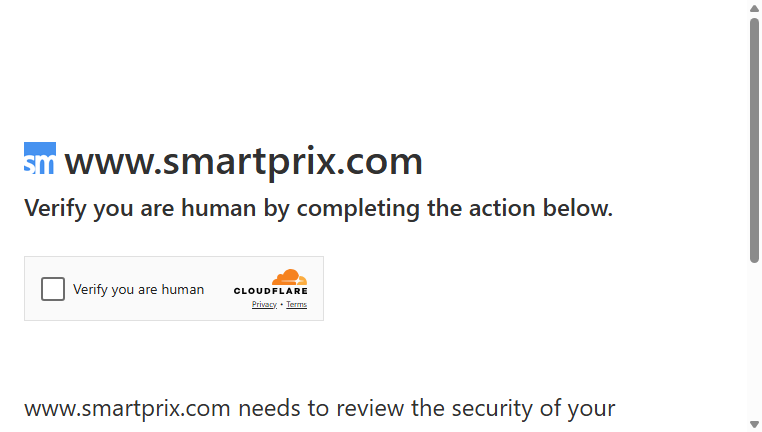 sm www.smartprix.com
Verify you are human by completing the action below.
Verify you are human
CLOUDFLARE
Privacy • Terms
www.smartprix.com needs to review the security of your